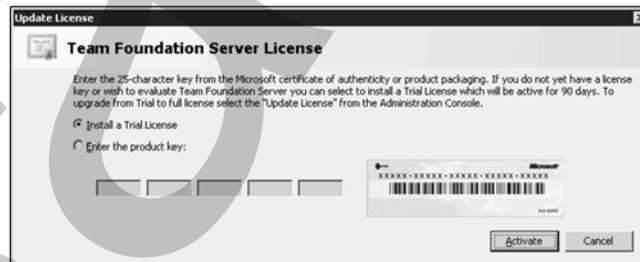 Update License
Team Foundation Server License
Enter the 25-character key from the Microsoft certificate of authenticity or product packaging. If you do not yet have a license
key or wish to evaluate Team Foundation Server you can select to install a Trial License which will be active for 90 days. To
upgrade from Trial to full license select the "Update License" from the Administration Console.
Install a Trial License
Enter the product key:
Microsoft
XXXXX-XXXXX-XXXXX-XXXXX-XXXXX
Activate Cancel